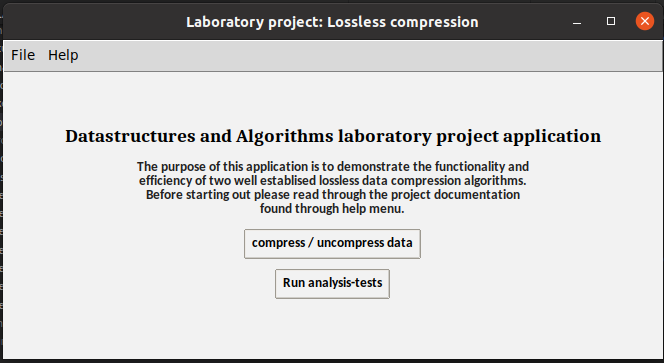 Laboratory project: Lossless compression
File Help
Datastructures and Algorithms laboratory project application
The purpose of this application is to demonstrate the functionality and
efficiency of two well establised lossless data compression algorithms.
Before starting out please read through the project documentation
found through help menu.
compress / uncompress data
Run analysis-tests